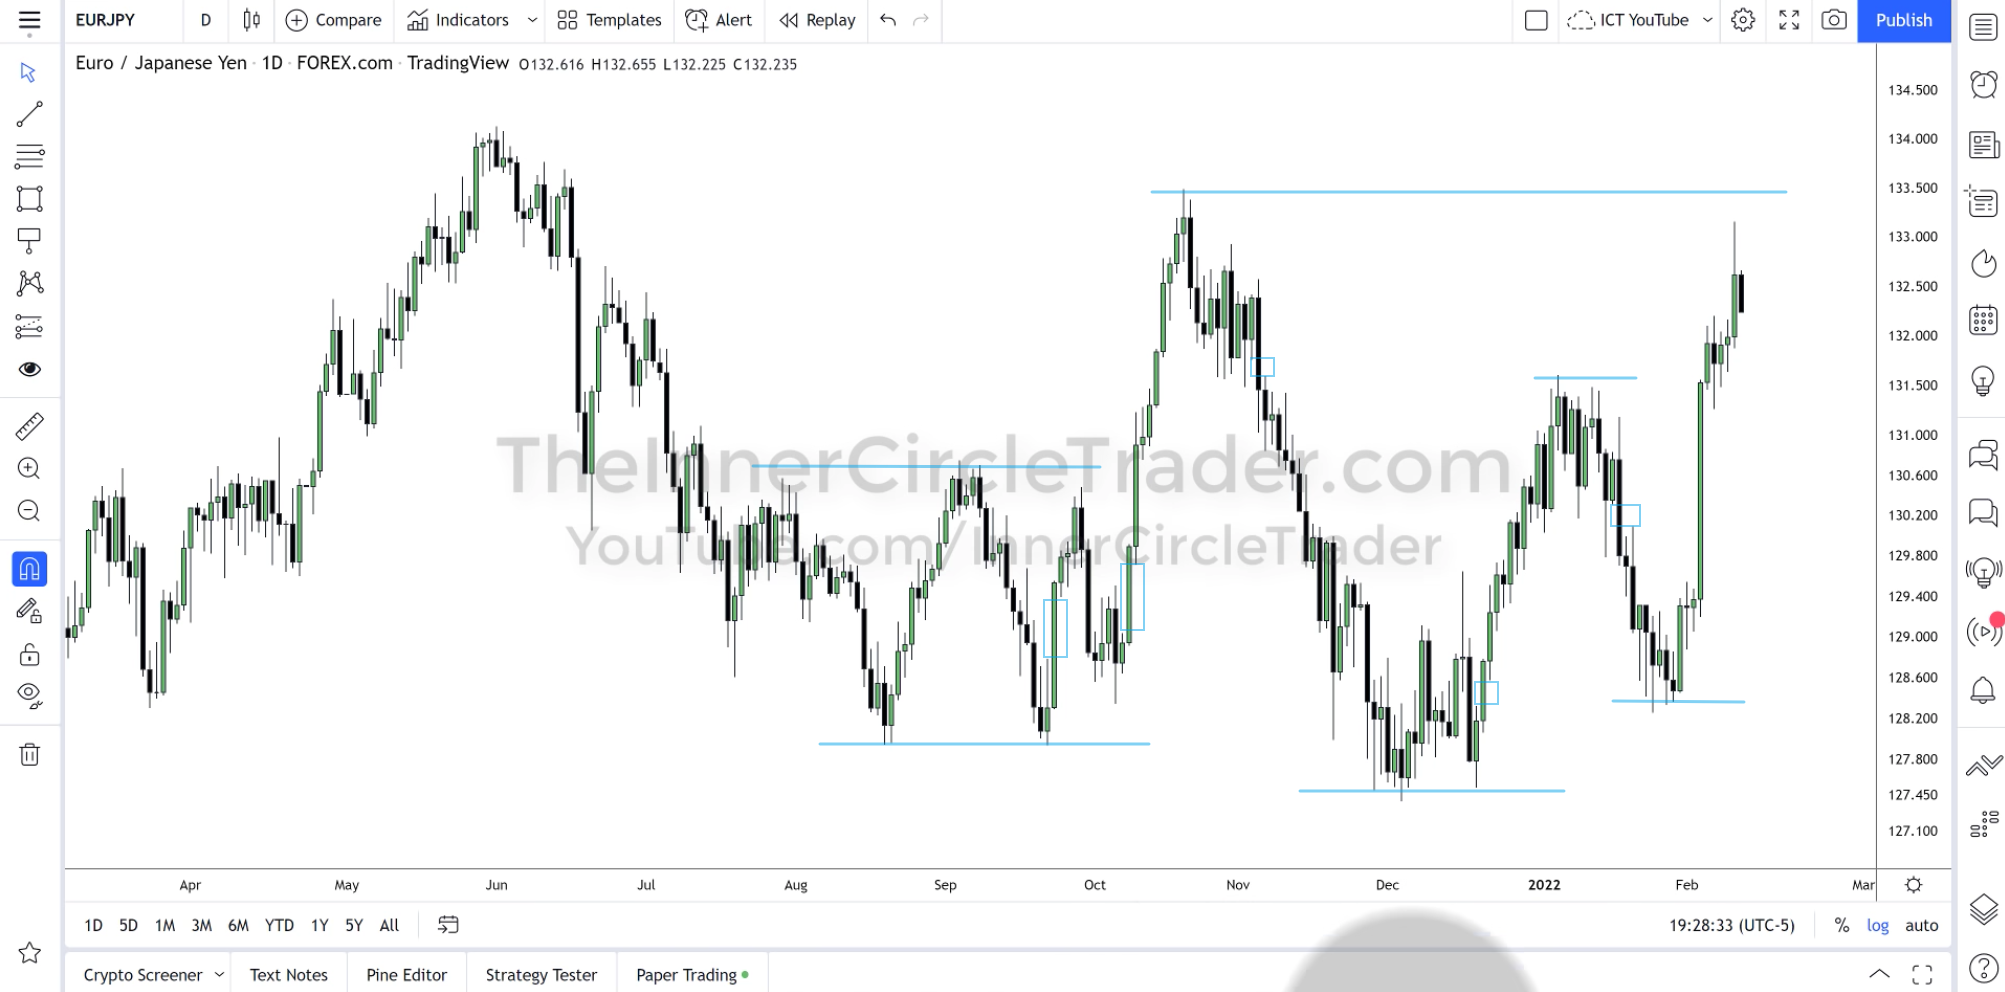 EURJPY D Compare Indicators Templates Alert Replay ICT YouTube Publish
Euro / Japanese Yen · 1D · FOREX.com · TradingView O132.616 H132.655 L132.225 C132.235
134.500
134.000
133.500
133.000
132.500
132.000
131.500
131.000
130.600
130.200
129.800
129.400
129.000
128.600
128.200
127.800
127.450
127.100
TheInnerCircleTrader.com
YouTube.com/InnerCircleTrader
Apr May Jun Jul Aug Sep Oct Nov Dec 2022 Feb Mar
1D 5D 1M 3M 6M YTD 1Y 5Y All 19:28:33 (UTC-5) % log auto
Crypto Screener Text Notes Pine Editor Strategy Tester Paper Trading